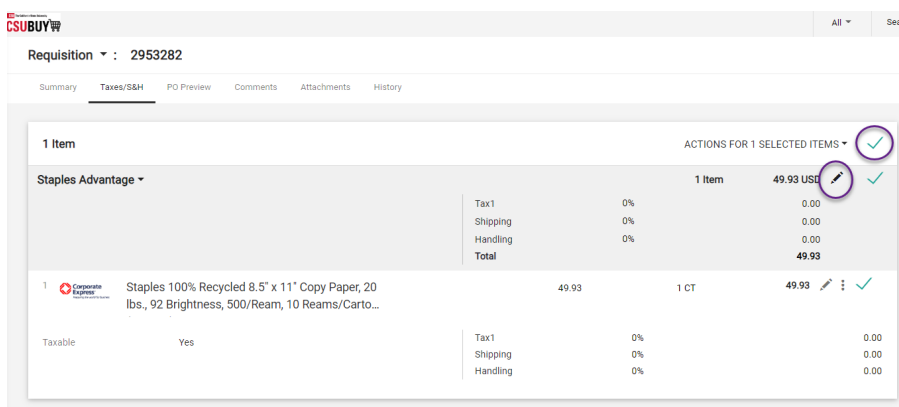 CSUBUY
All
Requisition : 2953282
Summary Taxes/S&H PO Preview Comments Attachments History
1 Item ACTIONS FOR 1 SELECTED ITEMS
Staples Advantage 1 Item 49.93 USD
Tax1 0% 0.00
Shipping 0% 0.00
Handling 0% 0.00
Total 49.93
1 Corporate Express Staples 100% Recycled 8.5" x 11" Copy Paper, 20 49.93 1 CT 49.93
lbs., 92 Brightness, 500/Ream, 10 Reams/Carto...
Taxable Yes Tax1 0% 0.00
Shipping 0% 0.00
Handling 0% 0.00